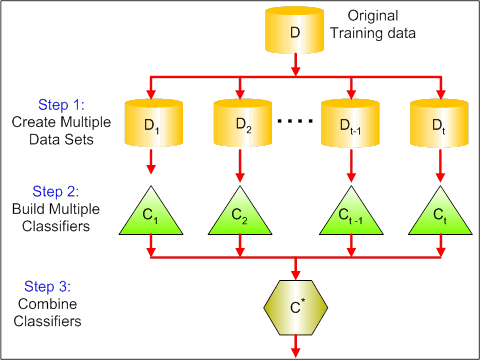 D
Original
Training data
Step 1:
Create Multiple
Data Sets
D1
D2
....
Dt-1
Dt
Step 2:
Build Multiple
Classifiers
C1
C2
Ct-1
Ct
Step 3:
Combine
Classifiers
C*